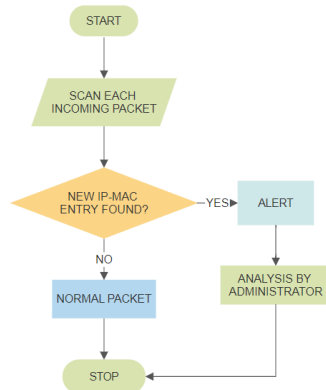 START
SCAN EACH
INCOMING PACKET
NEW IP-MAC
ENTRY FOUND?
YES
ALERT
NO
NORMAL PACKET
ANALYSIS BY
ADMINISTRATOR
STOP